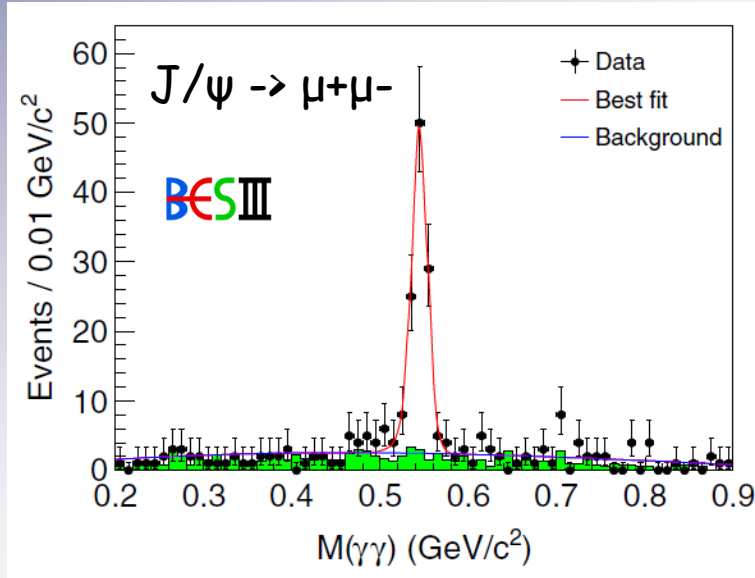 J/ψ -> μ+μ-
BESIII
Data
Best fit
Background
Events / 0.01 GeV/c²
60
50
40
30
20
10
0
0.2 0.3 0.4 0.5 0.6 0.7 0.8 0.9
M(γγ) (GeV/c²)